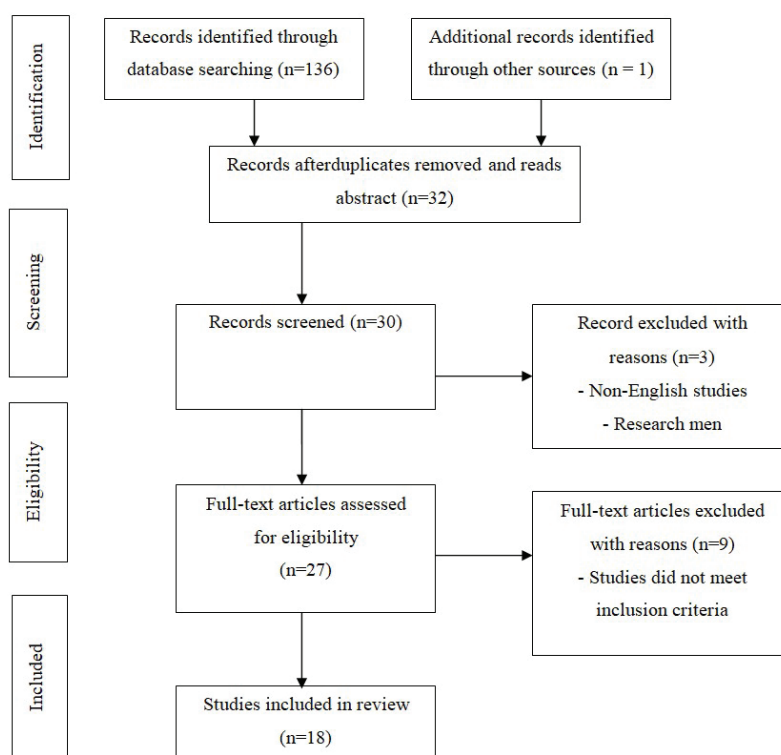 Identification
Records identified through
database searching (n=136)
Additional records identified
through other sources (n = 1)
Records afterduplicates removed and reads
abstract (n=32)
Screening
Records screened (n=30)
Record excluded with
reasons (n=3)
- Non-English studies
- Research men
Eligibility
Full-text articles assessed
for eligibility
(n=27)
Full-text articles excluded
with reasons (n=9)
- Studies did not meet
inclusion criteria
Included
Studies included in review
(n=18)